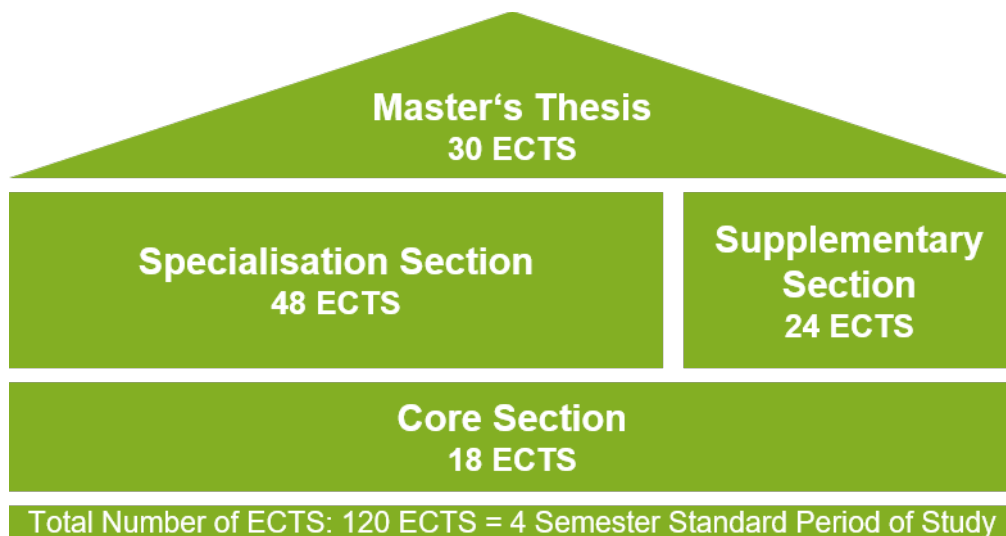 Master‘s Thesis
30 ECTS
Specialisation Section
48 ECTS
Supplementary
Section
24 ECTS
Core Section
18 ECTS
Total Number of ECTS: 120 ECTS = 4 Semester Standard Period of Study